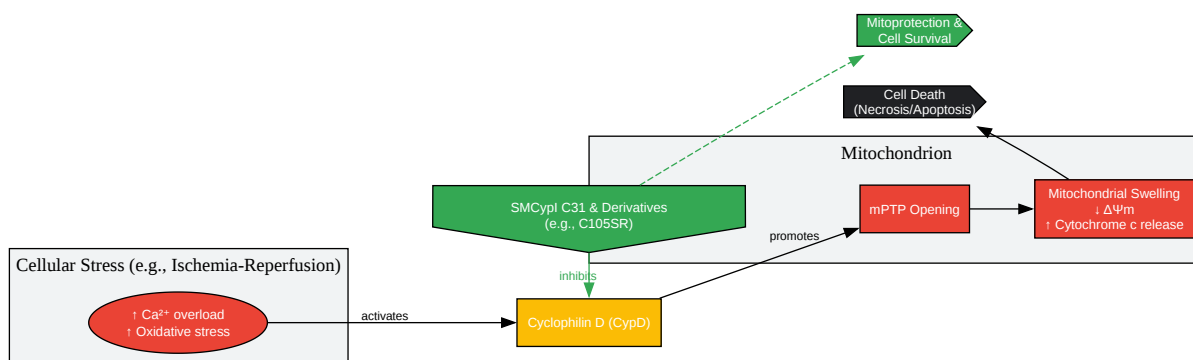 Mitoprotection &
Cell Survival
Cell Death
(Necrosis/Apoptosis)
Mitochondrion
SMCypI C31 & Derivatives
(e.g., C105SR)
mPTP Opening
Mitochondrial Swelling
↓ ΔΨm
↑ Cytochrome c release
promotes
Cellular Stress (e.g., Ischemia-Reperfusion)
inhibits
↑ Ca²⁺ overload
↑ Oxidative stress
activates
Cyclophilin D (CypD)